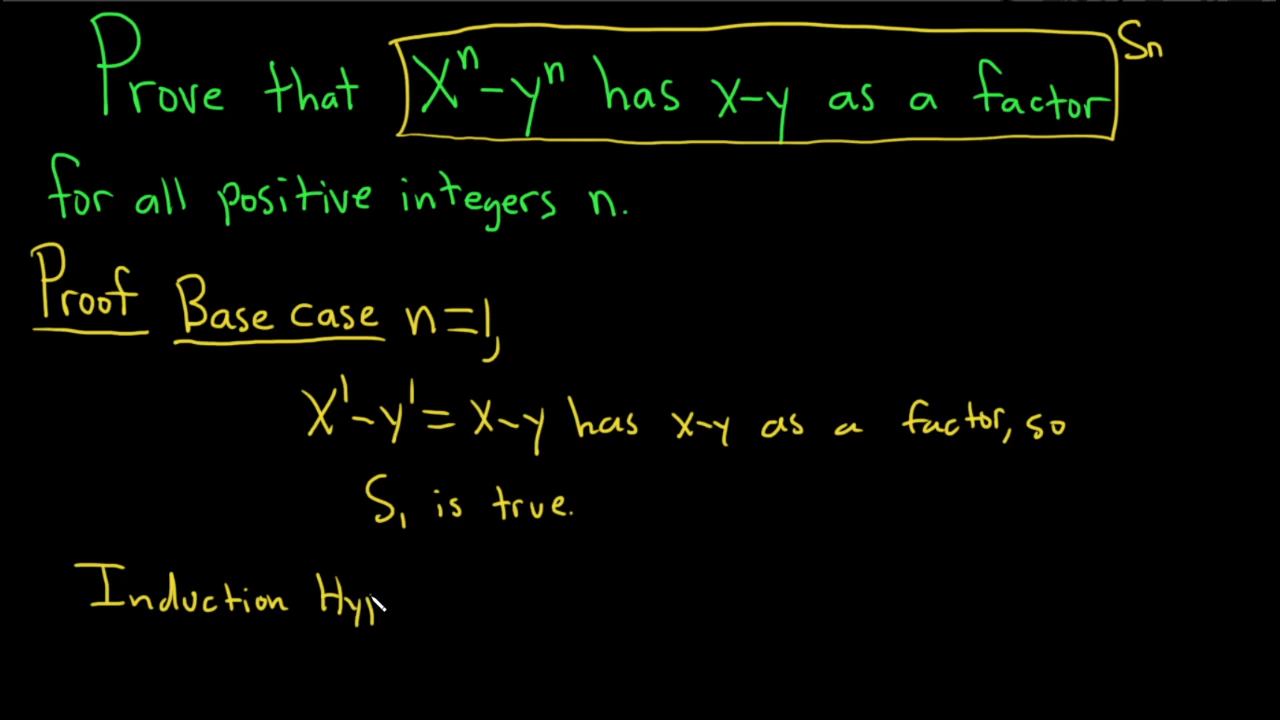 Prove that xⁿ-yⁿ has x-y as a factor Sₙ
for all positive integers n.
Proof Base case n=1,
x¹-y¹ = x-y has x-y as a factor, so
S₁ is true.
Induction Hyp